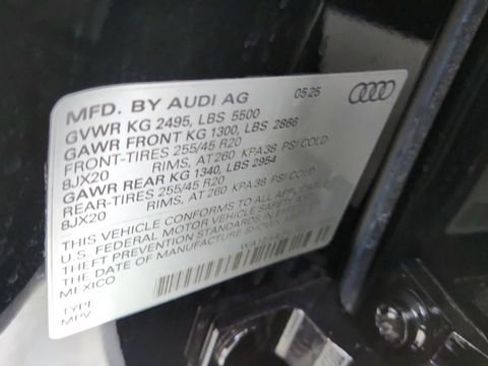 MFD. BY AUDI AG 05-25
GVWR KG 2495, LBS 5500
GAWR FRONT KG 1300, LBS 2866
FRONT-TIRES 255/45 R20
8JX20 RIMS, AT 260 KPA 38 PSI COLD
GAWR REAR KG 1340, LBS 2954
REAR-TIRES 255/45 R20
8JX20 RIMS, AT 260 KPA 38 PSI COLD
THIS VEHICLE CONFORMS TO ALL APPLICABLE
U.S. FEDERAL MOTOR VEHICLE SAFETY AND
THEFT PREVENTION STANDARDS IN
THE DATE OF MANUFACTURE SHOWN
MEXICO
TYPE
MPV